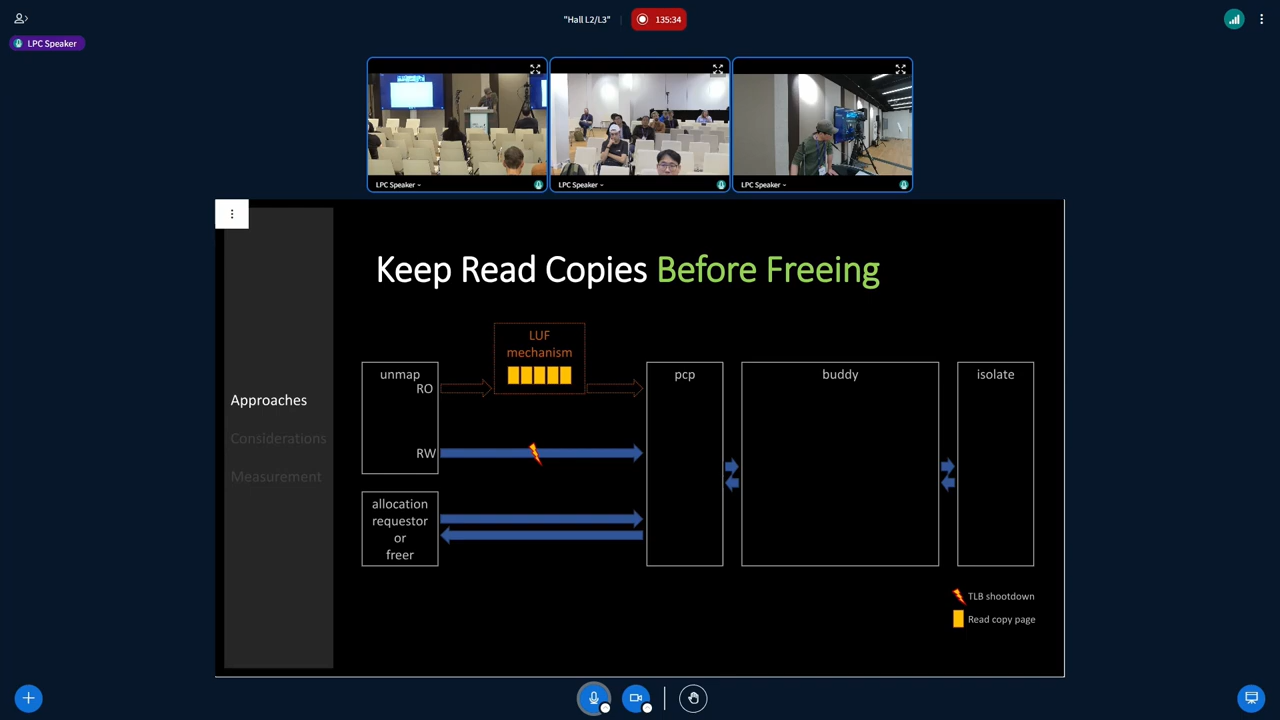 "Hall L2/L3"
135:34
LPC Speaker
LPC Speaker
LPC Speaker
LPC Speaker
Keep Read Copies Before Freeing
Approaches
Considerations
Measurement
LUF
mechanism
unmap
RO
RW
allocation
requestor
or
freer
pcp
buddy
isolate
TLB shootdown
Read copy page